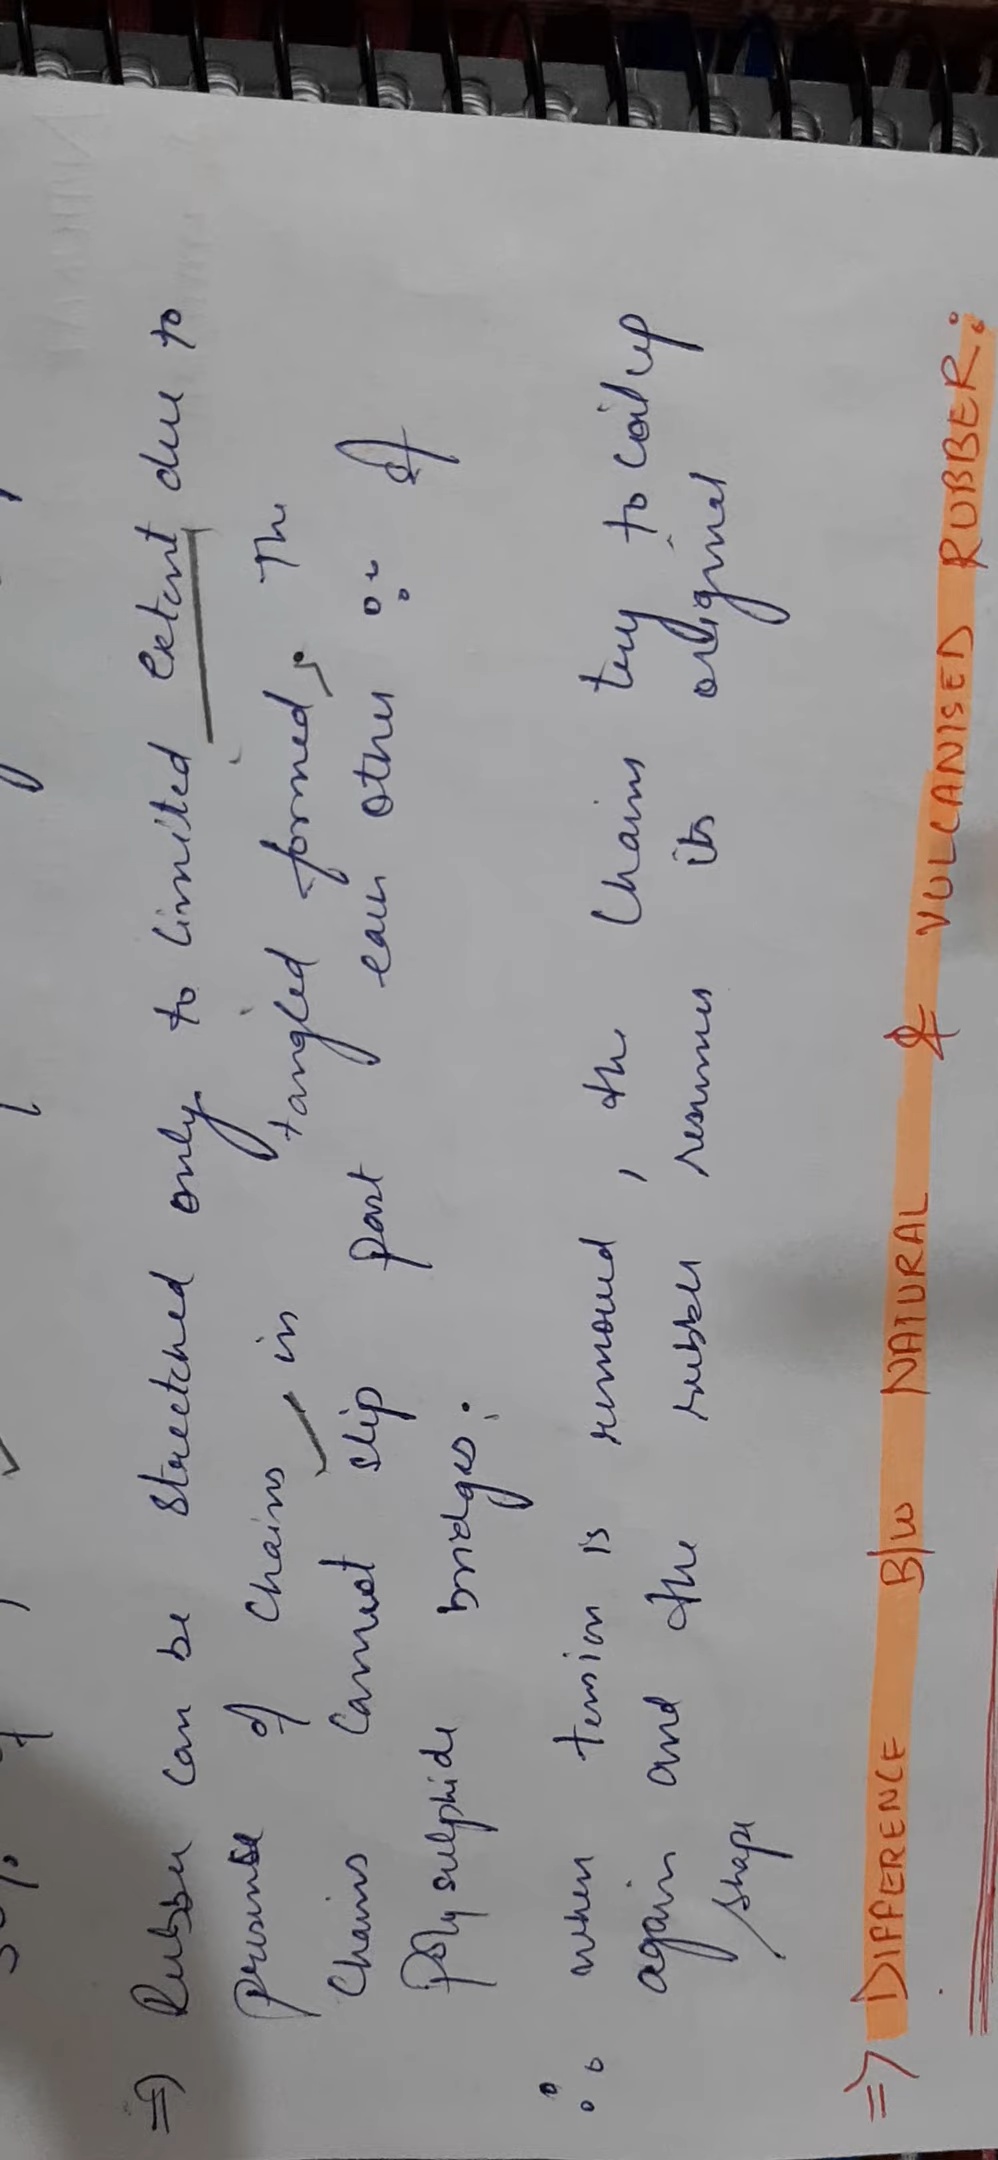 ⇒ Rubber can be stretched only to limited extent due to
presence of chains in tangled formed, The
chains cannot slip past each other ∵ of
polysulphide bridges.
∴ when tension is removed, the chains try to coil up
again and the rubber resumes its original
shape
⇒ DIFFERENCE B/w NATURAL & VULCANISED RUBBER: